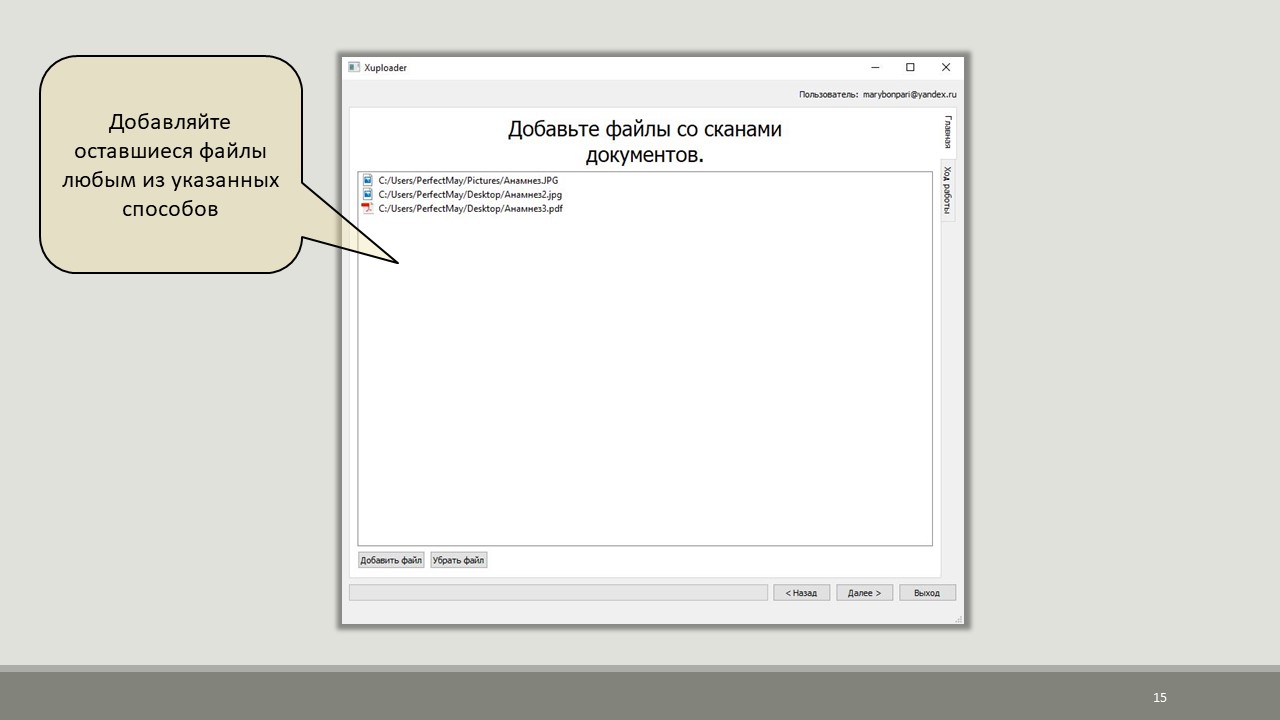 Добавляйте
оставшиеся файлы
любым из указанных
способов
Xuploader
Пользователь: marybonpari@yandex.ru
Добавьте файлы со сканами
документов.
Главная
Ход работы
C:/Users/PerfectMay/Pictures/Анамнез.JPG
C:/Users/PerfectMay/Desktop/Анамнез2.jpg
C:/Users/PerfectMay/Desktop/Анамнез3.pdf
Добавить файл Убрать файл
< Назад Далее > Выход
15